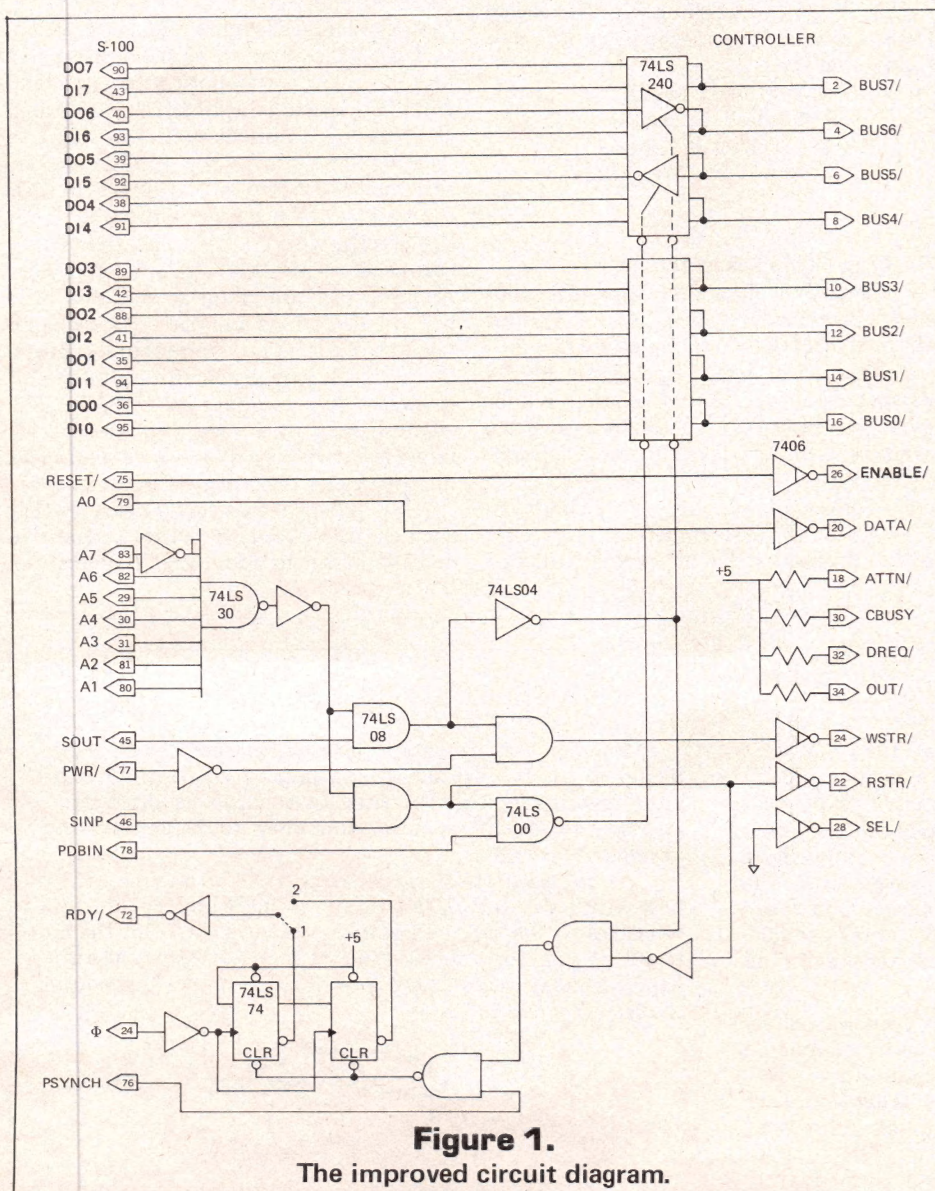 S-100
CONTROLLER
DO7 90
DI7 43
DO6 40
DI6 93
DO5 39
DI5 92
DO4 38
DI4 91
DO3 89
DI3 42
DO2 88
DI2 41
DO1 35
DI1 94
DO0 36
DI0 95
74LS
240
2 BUS7/
4 BUS6/
6 BUS5/
8 BUS4/
10 BUS3/
12 BUS2/
14 BUS1/
16 BUS0/
7406
RESET/ 75
26 ENABLE/
A0 79
20 DATA/
A7 83
A6 82
A5 29
A4 30
A3 31
A2 81
A1 80
74LS
30
74LS04
+5
18 ATTN/
30 CBUSY
32 DREQ/
34 OUT/
74LS
08
SOUT 45
24 WSTR/
PWR/ 77
22 RSTR/
SINP 46
74LS
00
28 SEL/
PDBIN 78
RDY/ 72
2
1
+5
74LS
74
Φ 24
CLR
CLR
PSYNCH 76
Figure 1.
The improved circuit diagram.